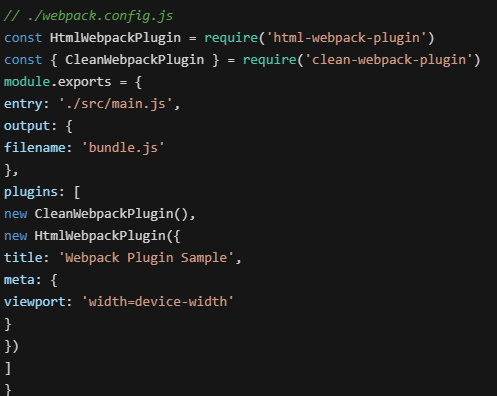 // ./webpack.config.js
const HtmlWebpackPlugin = require('html-webpack-plugin')
const { CleanWebpackPlugin } = require('clean-webpack-plugin')
module.exports = {
entry: './src/main.js',
output: {
filename: 'bundle.js'
},
plugins: [
new CleanWebpackPlugin(),
new HtmlWebpackPlugin({
title: 'Webpack Plugin Sample',
meta: {
viewport: 'width=device-width'
}
})
]
}